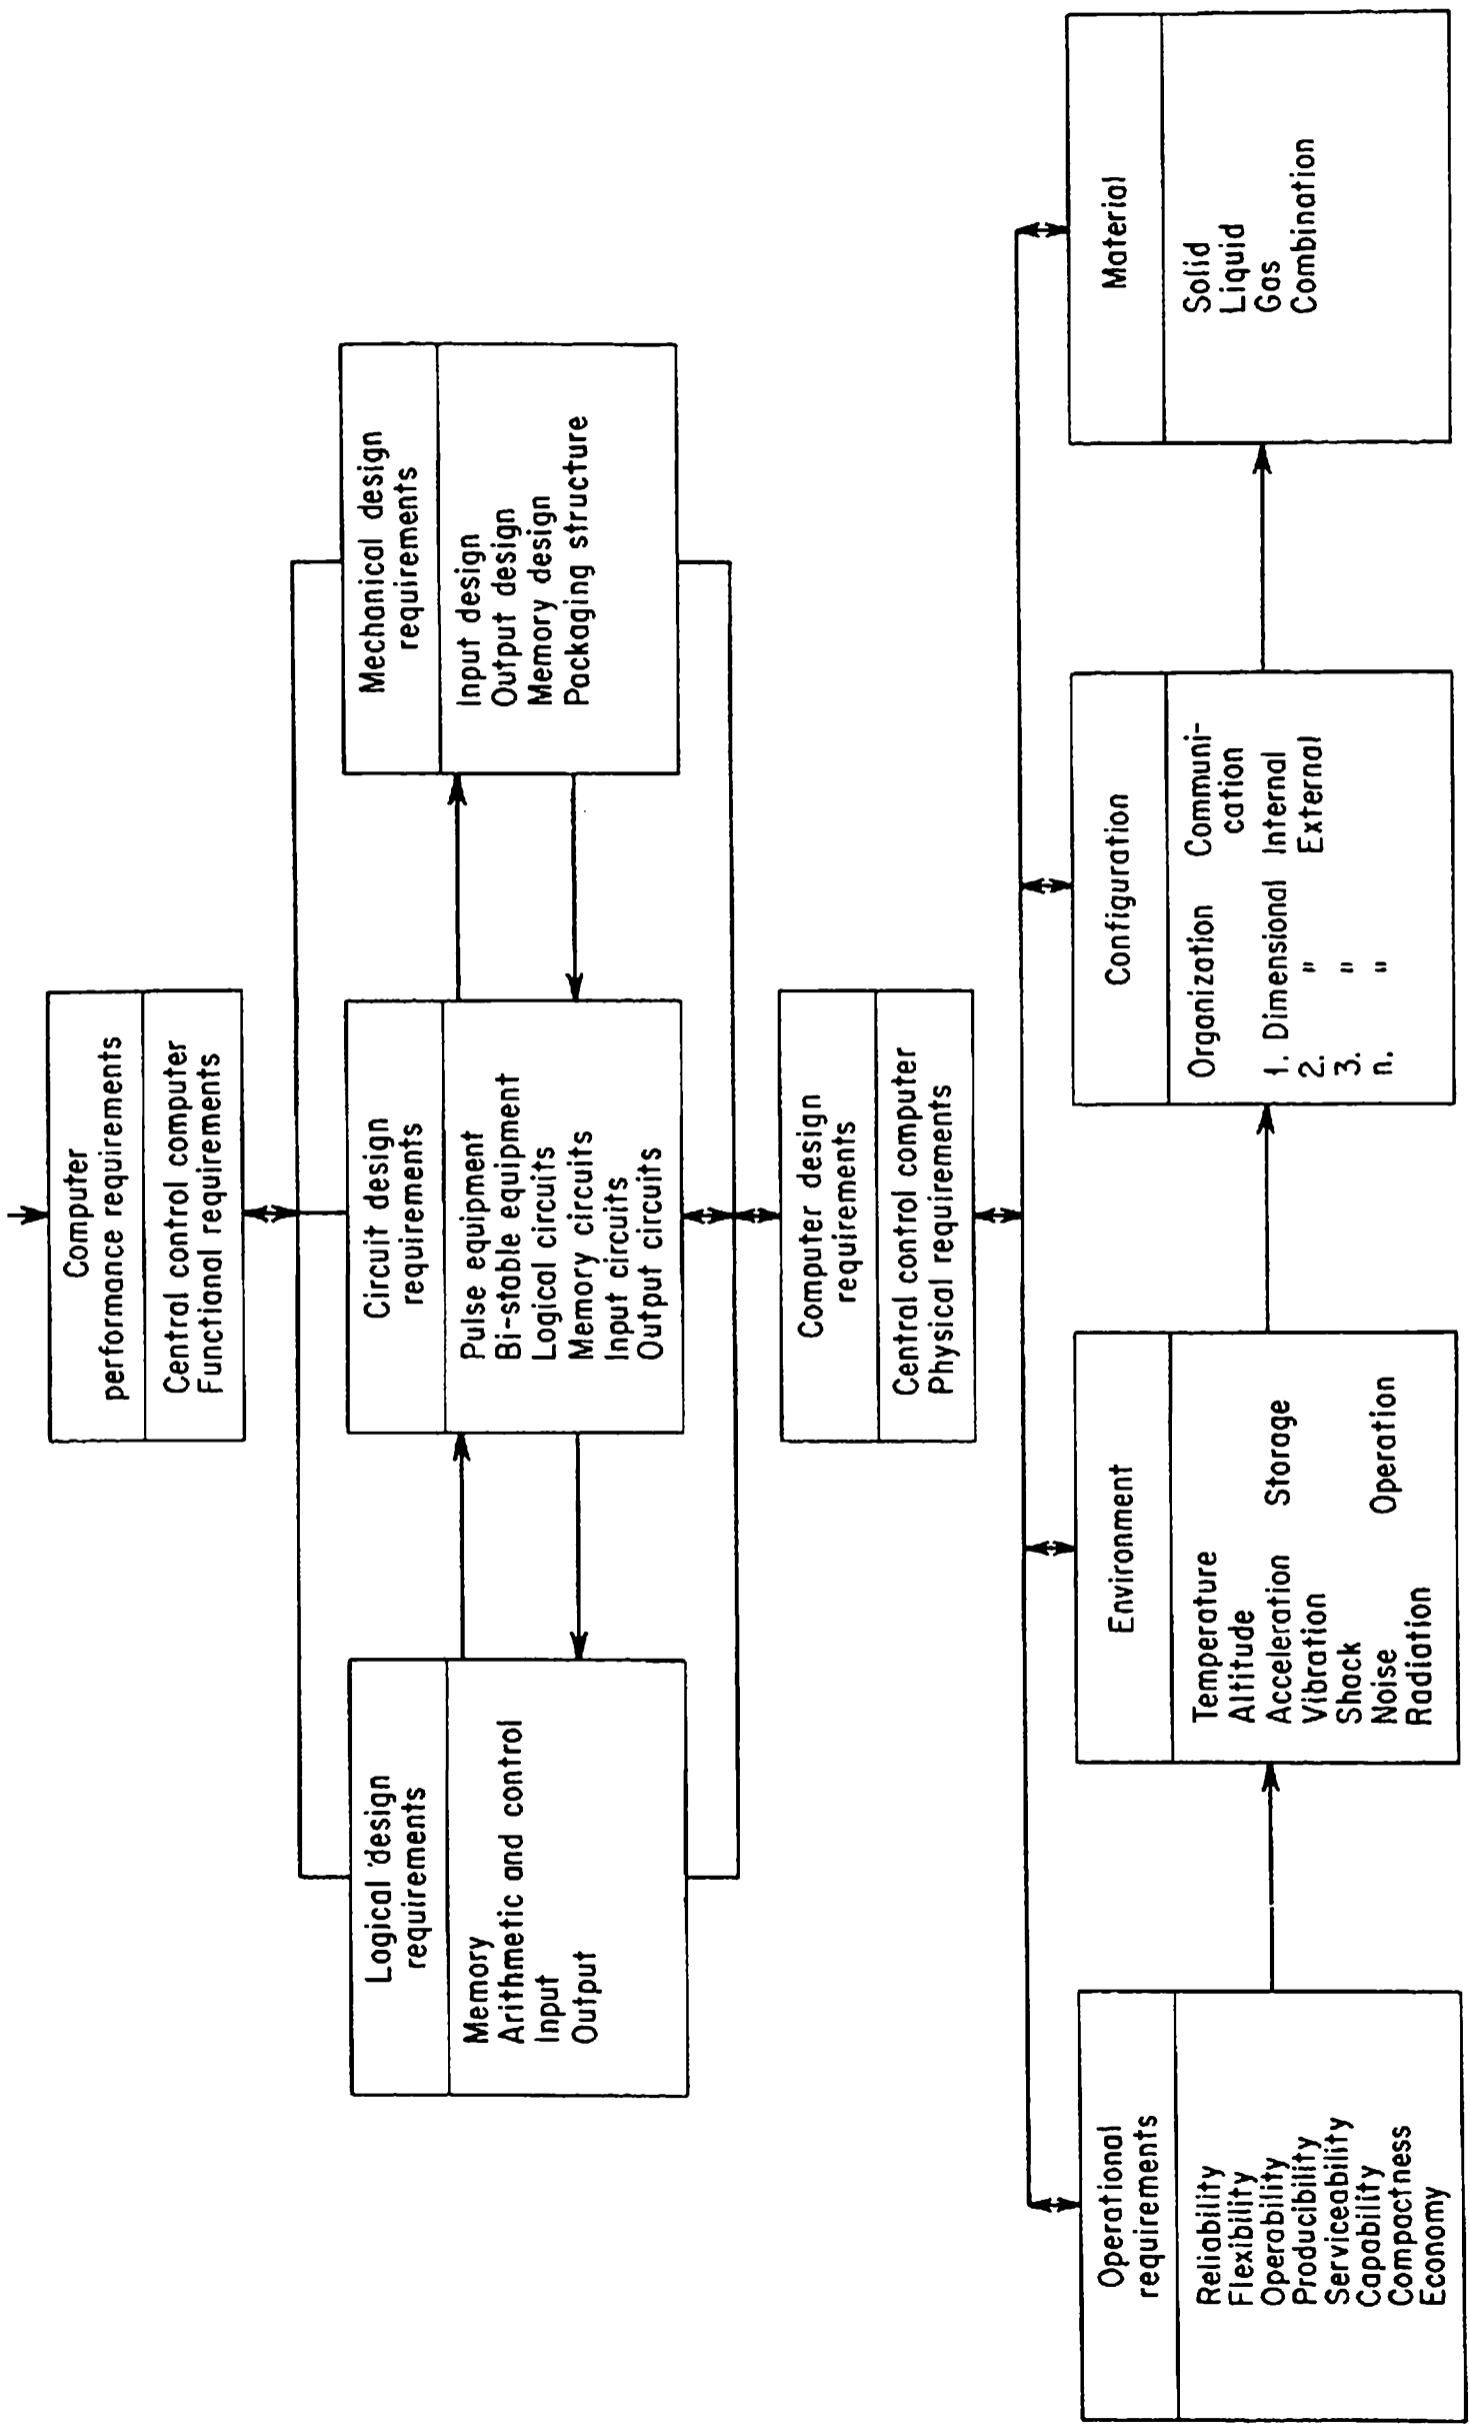 Computer
performance requirements
Central control computer
Functional requirements
Logical design
requirements
Memory
Arithmetic and control
Input
Output
Circuit design
requirements
Pulse equipment
Bi-stable equipment
Logical circuits
Memory circuits
Input circuits
Output circuits
Mechanical design
requirements
Input design
Output design
Memory design
Packaging structure
Computer design
requirements
Central control computer
Physical requirements
Operational
requirements
Reliability
Flexibility
Operability
Producibility
Serviceability
Capability
Compactness
Economy
Environment
Temperature
Altitude
Acceleration Storage
Vibration
Shock
Noise Operation
Radiation
Configuration
Organization Communi-
cation
1. Dimensional Internal
2. " External
3. "
n. "
Material
Solid
Liquid
Gas
Combination